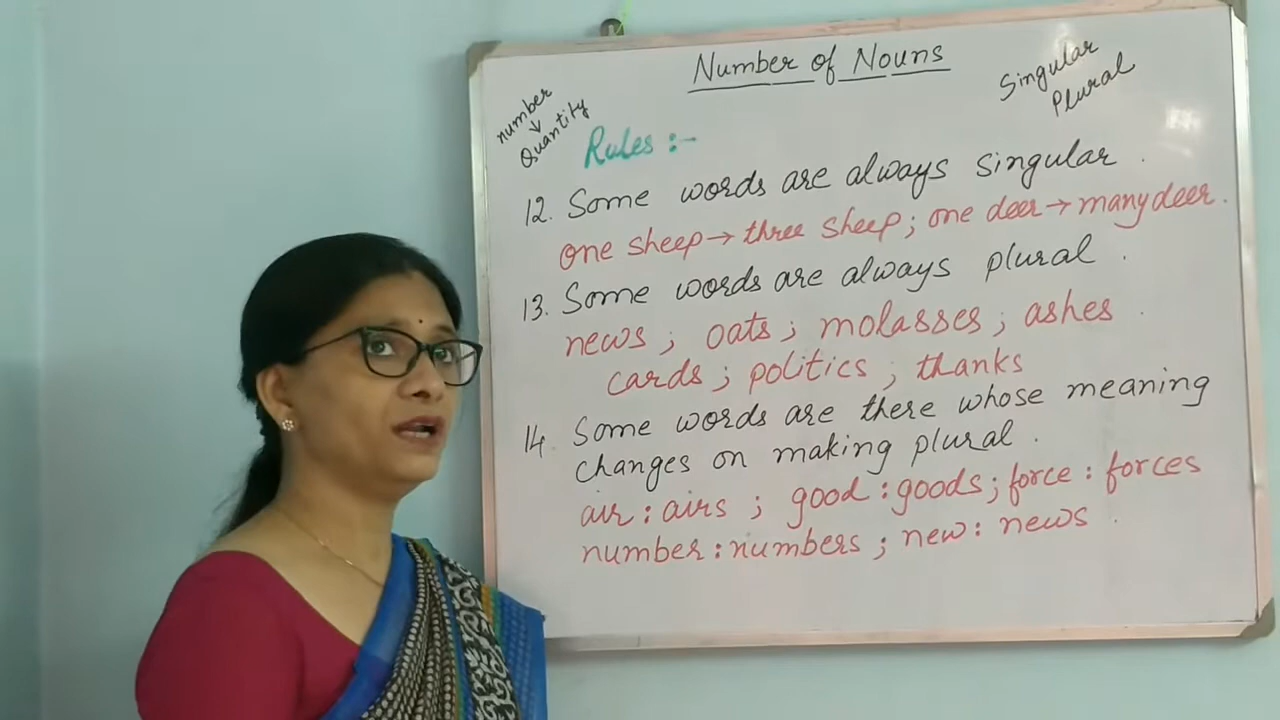 Number of Nouns
Singular
Plural
number
↓
Quantity
Rules :-
12. Some words are always singular.
one sheep → three sheep; one deer → many deer.
13. Some words are always plural.
news ; oats ; molasses ; ashes.
cards ; politics ; thanks
14. Some words are there whose meaning
changes on making plural.
air : airs ; good : goods ; force : forces
number : numbers ; new : news.